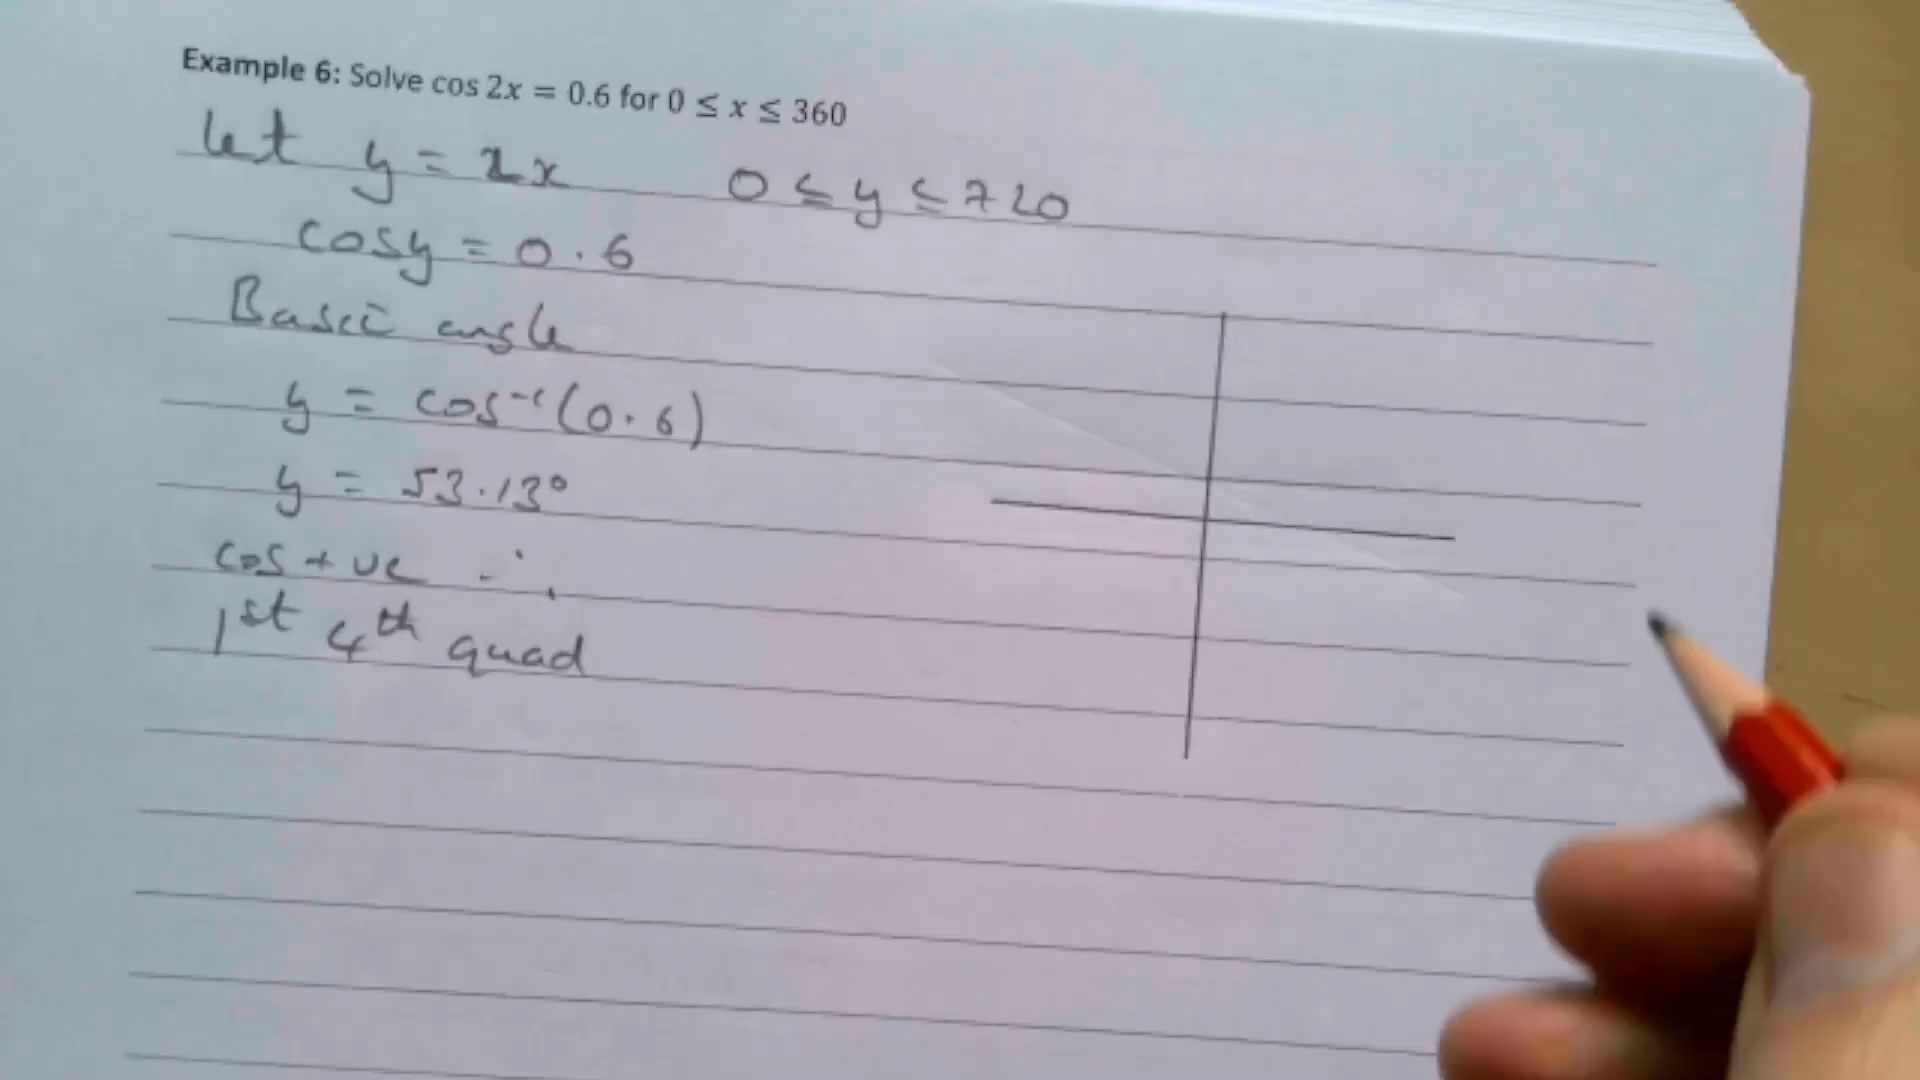 Example 6: Solve cos 2x = 0.6 for 0 ≤ x ≤ 360
let y = 2x 0 ≤ y ≤ 720
cosy = 0.6
Basic angle
y = cos⁻¹(0.6)
y = 53.13°
cos +ve ∴
1st 4th quad